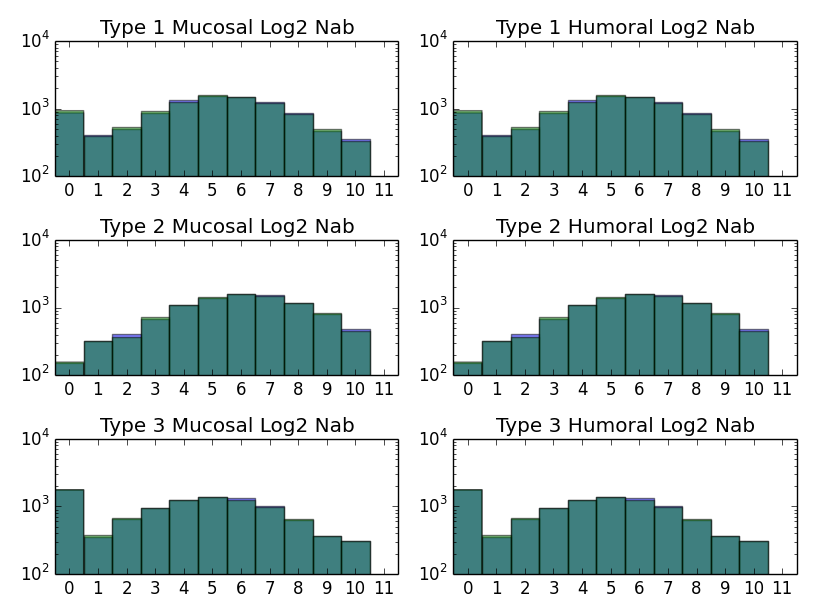 Type 1 Mucosal Log2 Nab
10^4
10^3
10^2
0 1 2 3 4 5 6 7 8 9 10 11
Type 1 Humoral Log2 Nab
10^4
10^3
10^2
0 1 2 3 4 5 6 7 8 9 10 11
Type 2 Mucosal Log2 Nab
10^4
10^3
10^2
0 1 2 3 4 5 6 7 8 9 10 11
Type 2 Humoral Log2 Nab
10^4
10^3
10^2
0 1 2 3 4 5 6 7 8 9 10 11
Type 3 Mucosal Log2 Nab
10^4
10^3
10^2
0 1 2 3 4 5 6 7 8 9 10 11
Type 3 Humoral Log2 Nab
10^4
10^3
10^2
0 1 2 3 4 5 6 7 8 9 10 11